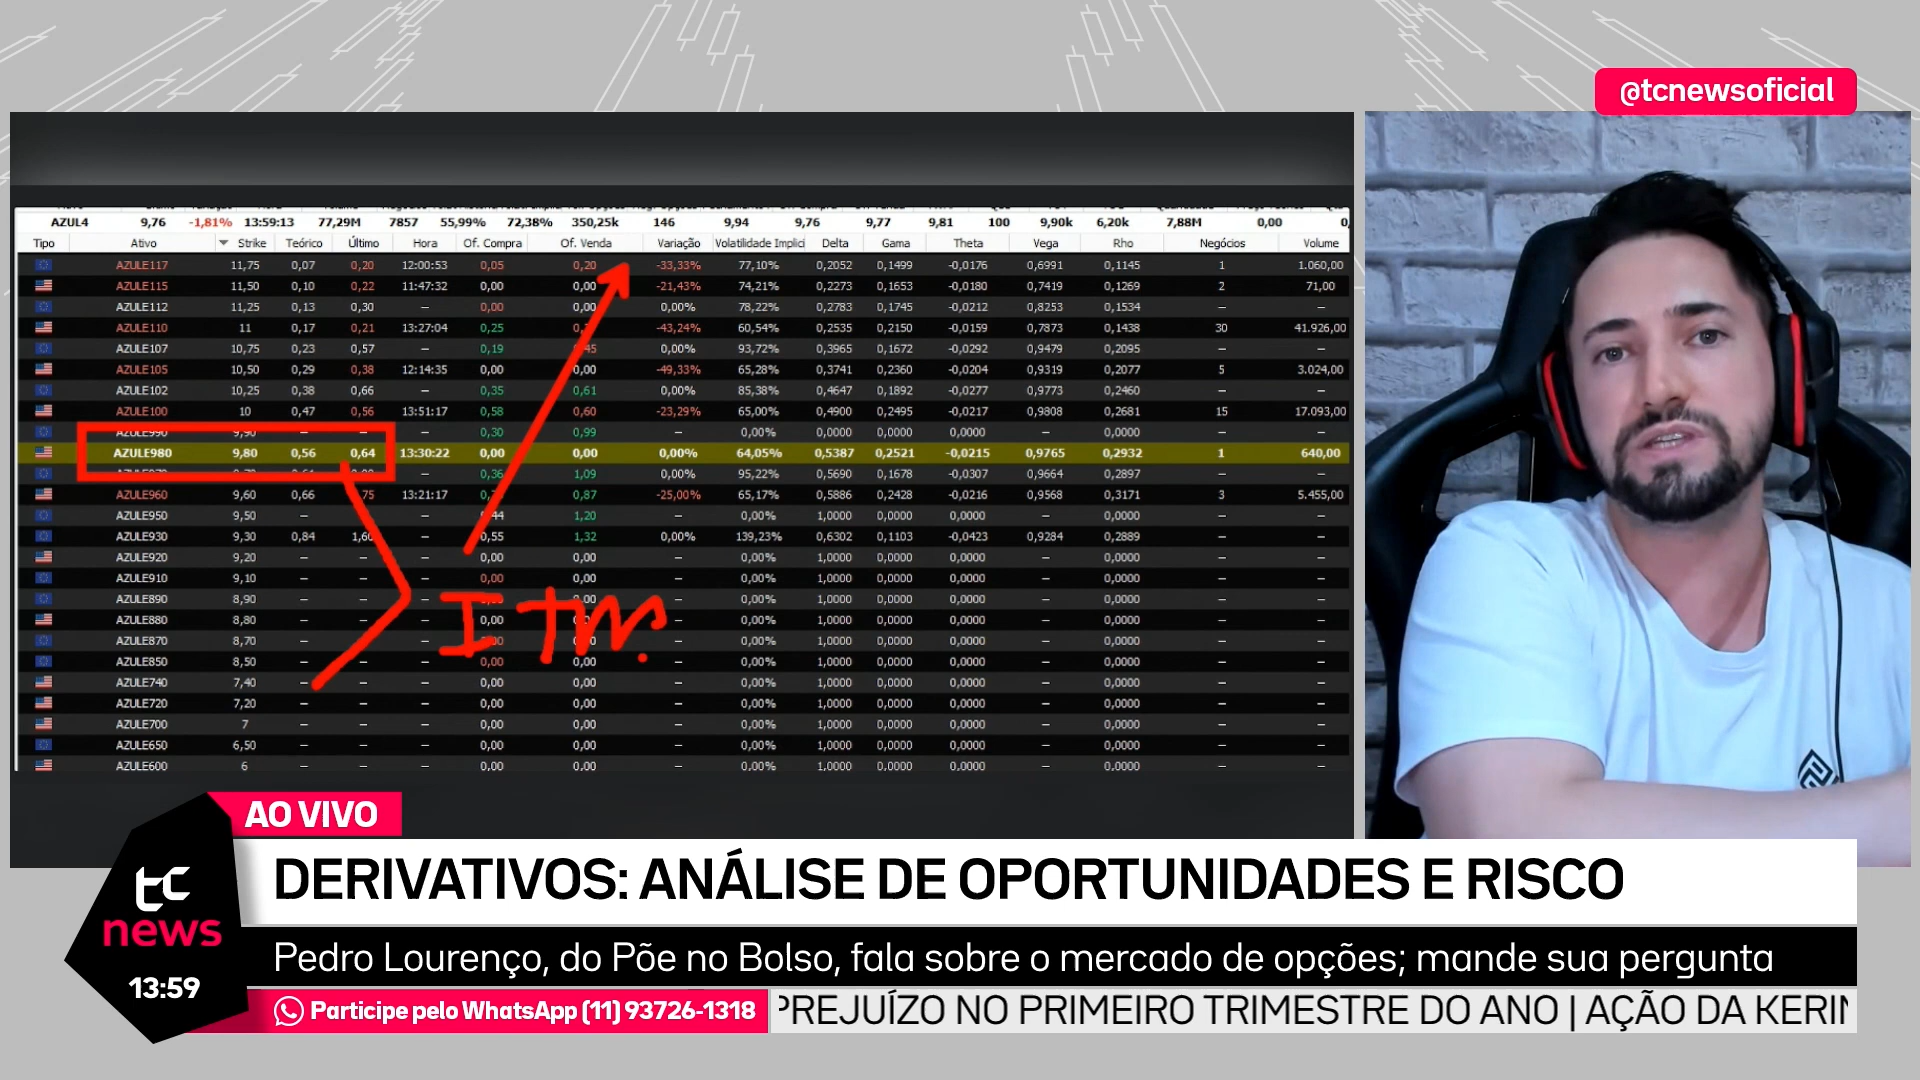 @tcnewsoficial
AZUL4 9,76 -1,81% 13:59:13 77,29M 7857 55,99% 72,38% 350,25k 146 9,94 9,76 9,77 9,81 100 9,90k 6,20k 7,88M 0,00 0,
Tipo Ativo Strike Teórico Último Hora Of. Compra Of. Venda Variação Volatilidade Implici Delta Gama Theta Vega Rho Negócios Volume
AZULE117 11,75 0,07 0,20 12:00:53 0,05 0,20 -33,33% 77,10% 0,2052 0,1499 -0,0176 0,6991 0,1145 1 1.060,00
AZULE115 11,50 0,10 0,22 11:47:32 0,00 0,00 -21,43% 74,21% 0,2273 0,1653 -0,0180 0,7419 0,1269 2 71,00
AZULE112 11,25 0,13 0,30 – 0,00 0,00 0,00% 78,22% 0,2783 0,1745 -0,0212 0,8253 0,1534 – –
AZULE110 11 0,17 0,21 13:27:04 0,25 -43,24% 60,54% 0,2535 0,2150 -0,0159 0,7873 0,1438 30 41.926,00
AZULE107 10,75 0,23 0,57 – 0,19 45 0,00% 93,72% 0,3965 0,1672 -0,0292 0,9479 0,2095 – –
AZULE105 10,50 0,29 0,38 12:14:35 0,00 0,00 -49,33% 65,28% 0,3741 0,2360 -0,0204 0,9319 0,2077 5 3.024,00
AZULE102 10,25 0,38 0,66 – 0,35 0,61 0,00% 85,38% 0,4647 0,1892 -0,0277 0,9773 0,2460 – –
AZULE100 10 0,47 0,56 13:51:17 0,58 0,60 -23,29% 65,00% 0,4900 0,2495 -0,0217 0,9808 0,2681 15 17.093,00
AZULE990 9,90 – – – 0,30 0,99 – 0,00% 0,0000 0,0000 0,0000 – 0,0000 – –
AZULE980 9,80 0,56 0,64 13:30:22 0,00 0,00 0,00% 64,05% 0,5387 0,2521 -0,0215 0,9765 0,2932 1 640,00
– 0,36 1,09 – 95,22% 0,5690 0,1678 -0,0307 0,9664 0,2897 – –
AZULE960 9,60 0,66 75 13:21:17 0,87 -25,00% 65,17% 0,5886 0,2428 -0,0216 0,9568 0,3171 3 5.455,00
AZULE950 9,50 – – 44 1,20 – 0,00% 1,0000 0,0000 0,0000 – 0,0000 – –
AZULE930 9,30 0,84 1,60 – 0,55 1,32 0,00% 139,23% 0,6302 0,1103 -0,0423 0,9284 0,2889 – –
AZULE920 9,20 – – – 0,00 0,00 – 0,00% 1,0000 0,0000 0,0000 – 0,0000 – –
AZULE910 9,10 – – – 0,00 0,00 – 0,00% 1,0000 0,0000 0,0000 – 0,0000 – –
AZULE890 8,90 – – – 0,00 – 0,00% 1,0000 0,0000 0,0000 – 0,0000 – –
AZULE880 8,80 – – 0,00 0,00 – 0,00% 1,0000 0,0000 0,0000 – 0,0000 – –
ITM.
AZULE870 8,70 – – – – 0,00% 1,0000 0,0000 0,0000 – 0,0000 – –
AZULE850 8,50 – – – 0,00 0,00 – 0,00% 1,0000 0,0000 0,0000 – 0,0000 – –
AZULE740 7,40 – – – 0,00 0,00 – 0,00% 1,0000 0,0000 0,0000 – 0,0000 – –
AZULE720 7,20 – – – 0,00 0,00 – 0,00% 1,0000 0,0000 0,0000 – 0,0000 – –
AZULE700 7 – – – 0,00 0,00 – 0,00% 1,0000 0,0000 0,0000 – 0,0000 – –
AZULE650 6,50 – – – 0,00 0,00 – 0,00% 1,0000 0,0000 0,0000 – 0,0000 – –
AZULE600 6 – – – 0,00 0,00 – 0,00% 1,0000 0,0000 0,0000 – 0,0000 – –
AO VIVO
DERIVATIVOS: ANÁLISE DE OPORTUNIDADES E RISCO
Pedro Lourenço, do Põe no Bolso, fala sobre o mercado de opções; mande sua pergunta
tc
news
13:59
Participe pelo WhatsApp (11) 93726-1318
PREJUÍZO NO PRIMEIRO TRIMESTRE DO ANO | AÇÃO DA KERIN